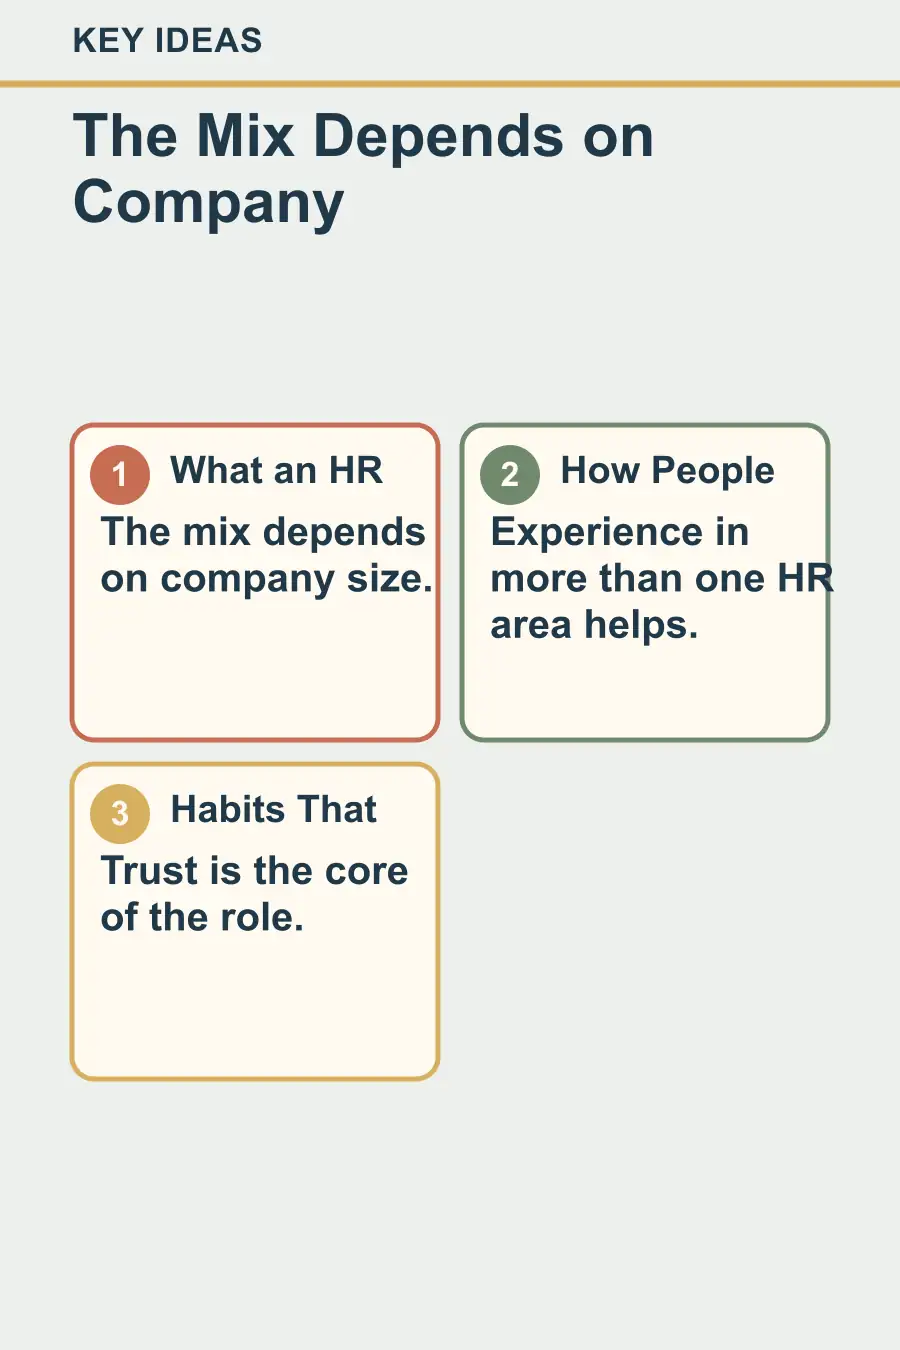 KEY IDEAS
The Mix Depends on
Company
1 What an HR
The mix depends
on company size.
2 How People
Experience in
more than one HR
area helps.
3 Habits That
Trust is the core
of the role.